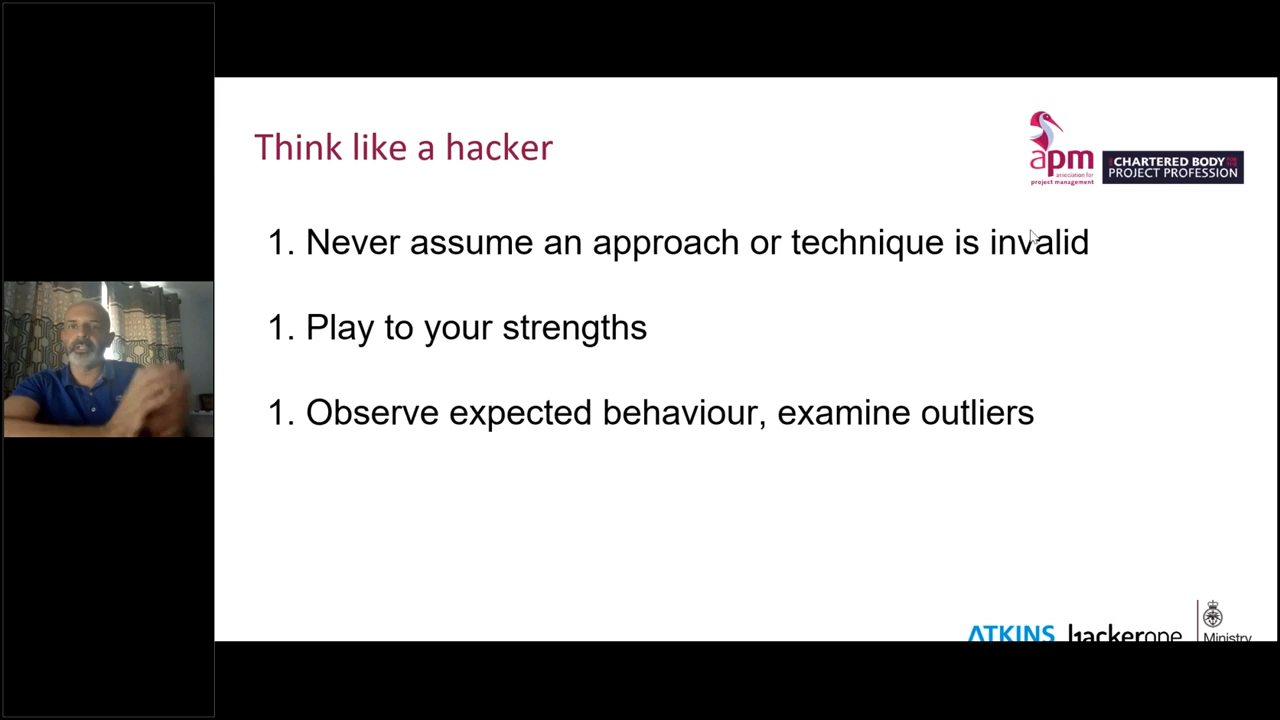 Think like a hacker
apm
association for
project management
CHARTERED BODY
PROJECT PROFESSION
1. Never assume an approach or technique is invalid
1. Play to your strengths
1. Observe expected behaviour, examine outliers
ATKINS
hackerone
Ministry